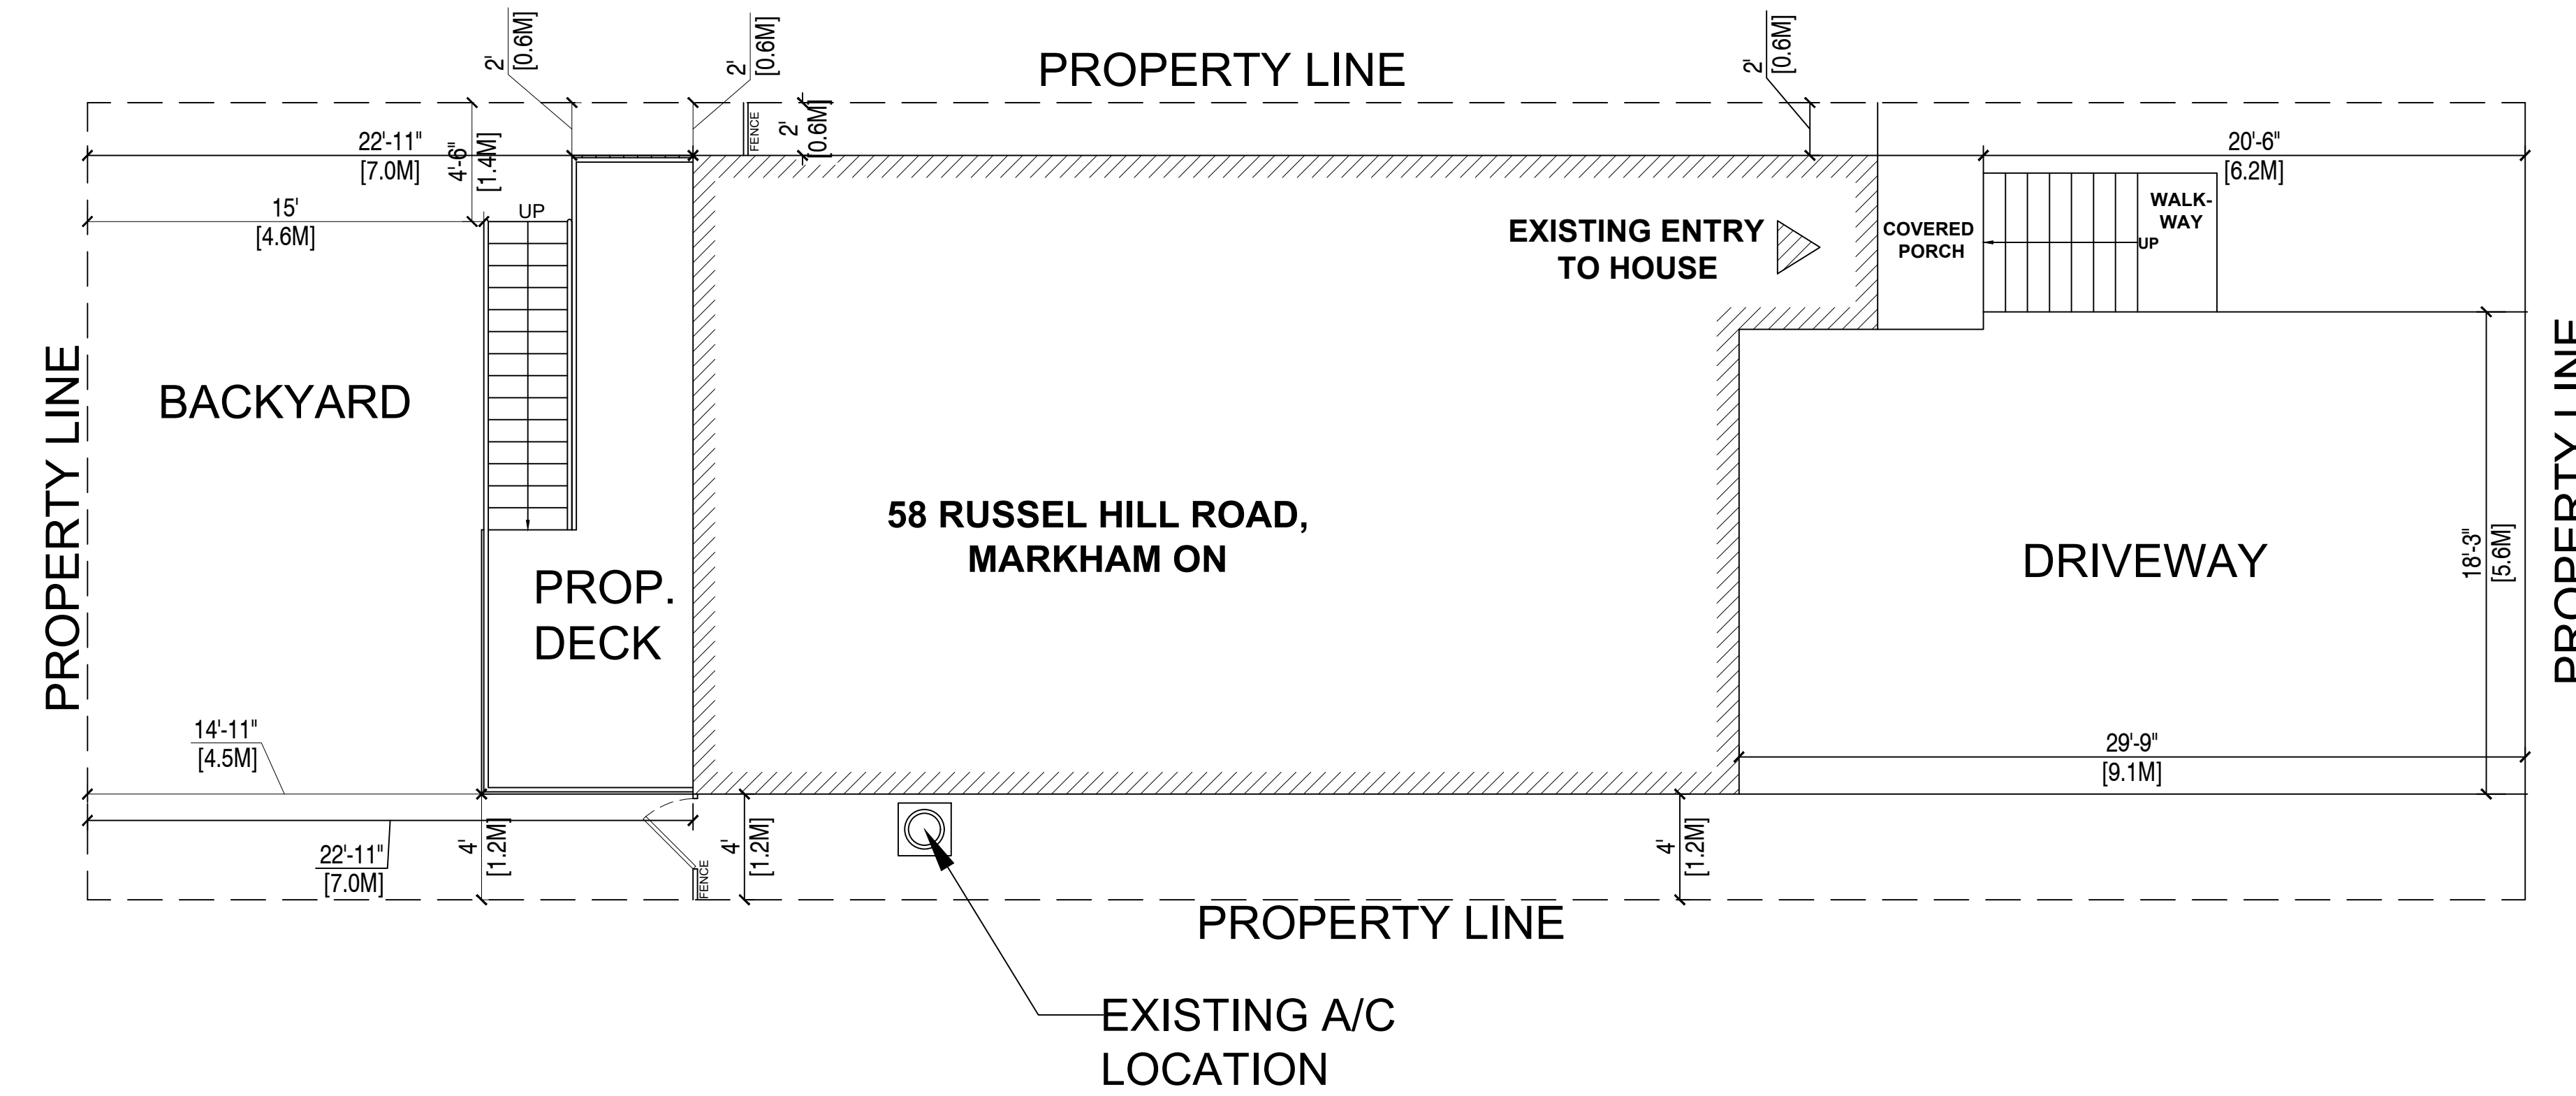 2'
[0.6M]
2'
[0.6M]
PROPERTY LINE
2'
[0.6M]
22'-11"
[7.0M]
4'-6"
[1.4M]
FENCE
2'
[0.6M]
20'-6"
[6.2M]
15'
[4.6M]
UP
EXISTING ENTRY
TO HOUSE
COVERED
PORCH
WALK-
WAY
UP
PROPERTY LINE
BACKYARD
58 RUSSEL HILL ROAD,
MARKHAM ON
PROP.
DECK
DRIVEWAY
18'-3"
[5.6M]
PROPERTY LINE
14'-11"
[4.5M]
29'-9"
[9.1M]
22'-11"
[7.0M]
4'
[1.2M]
FENCE
4'
[1.2M]
4'
[1.2M]
PROPERTY LINE
EXISTING A/C
LOCATION